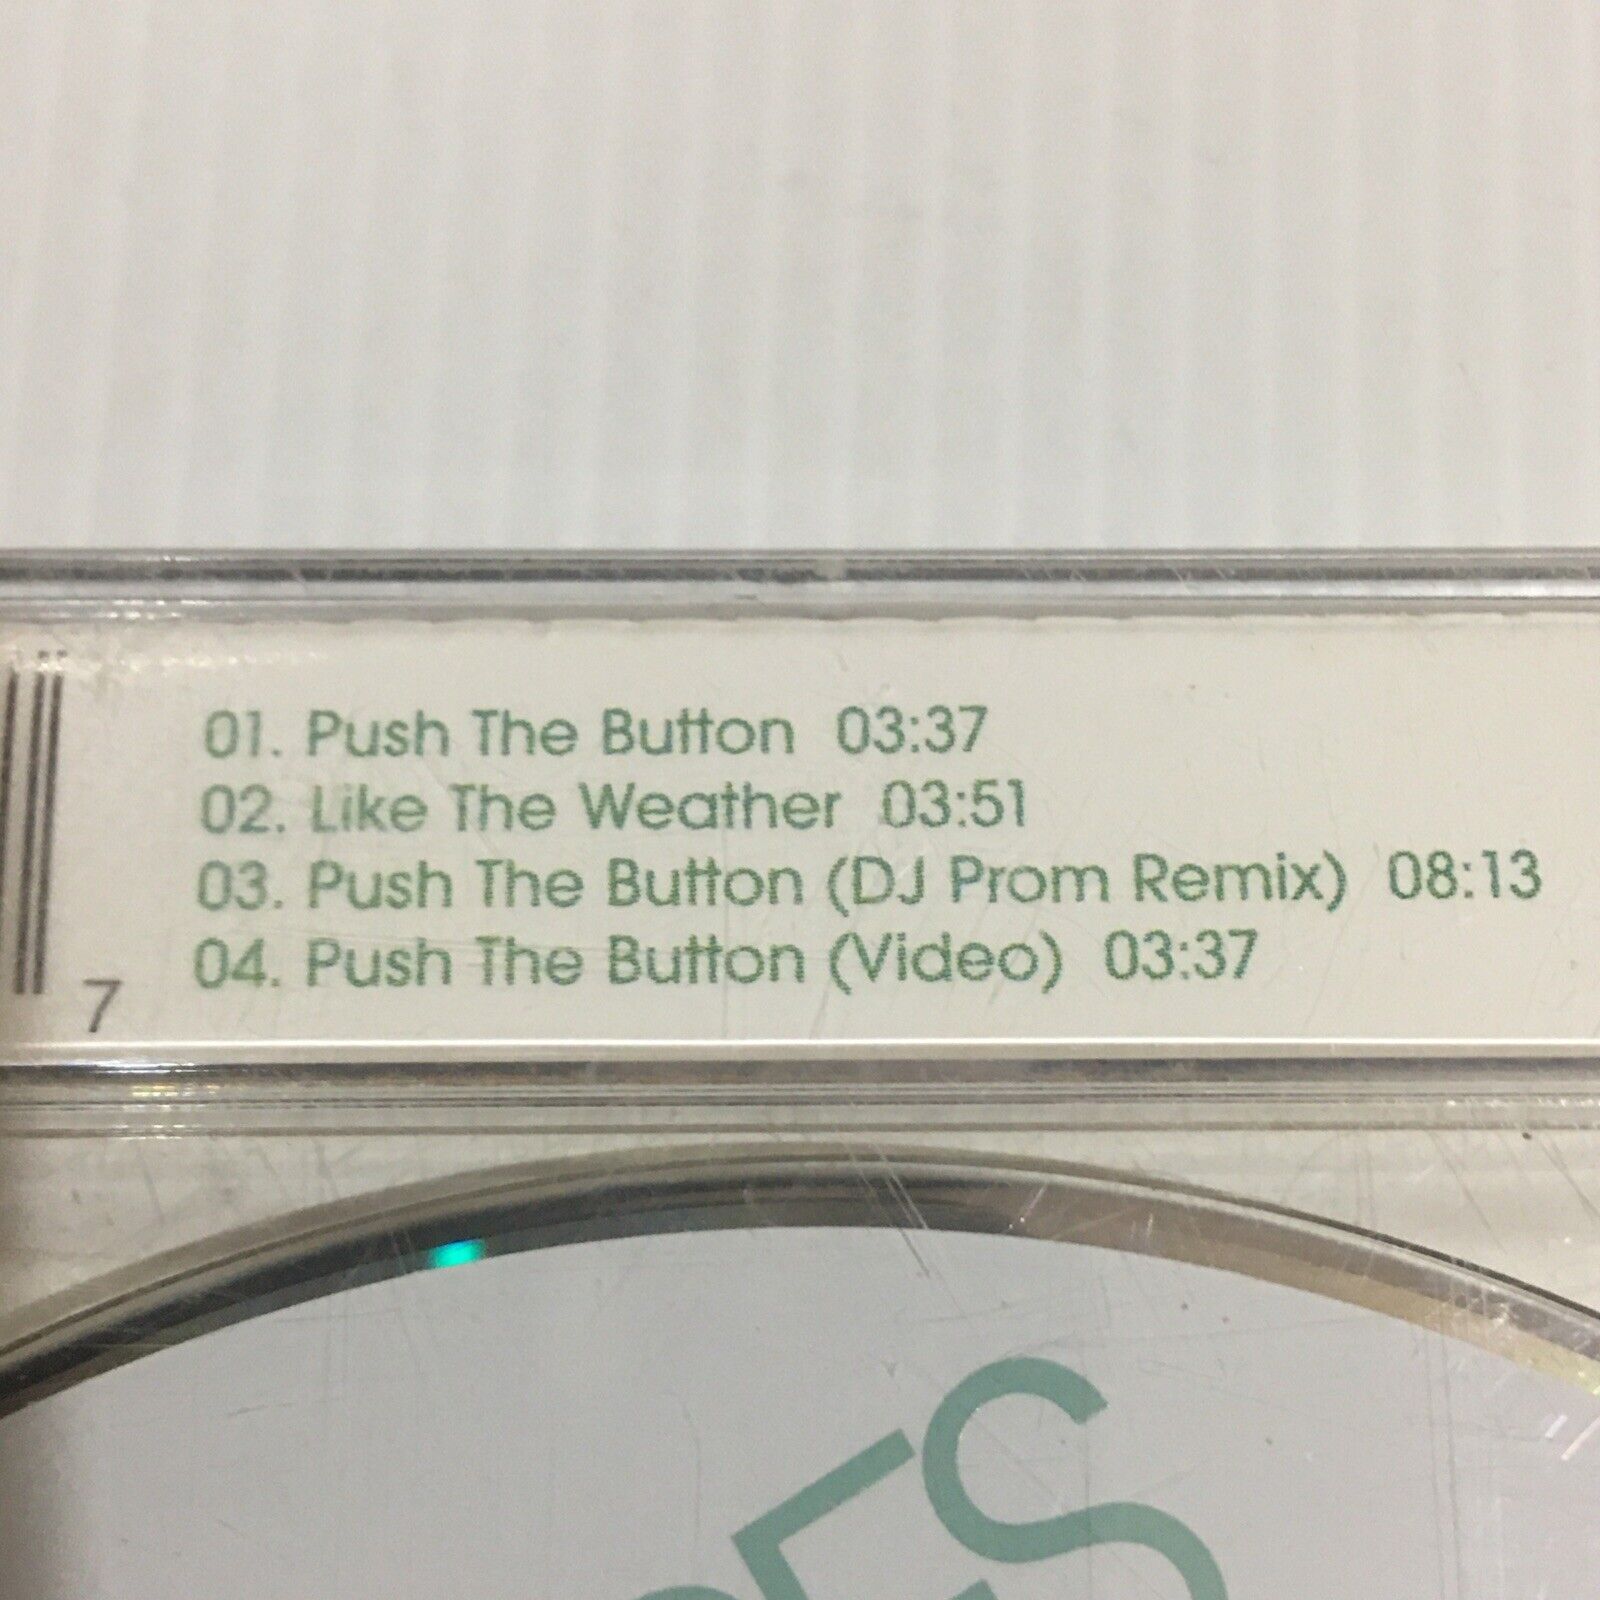 01. Push The Button 03:37
02. Like The Weather 03:51
03. Push The Button (DJ Prom Remix) 08:13
04. Push The Button (Video) 03:37
7
ES